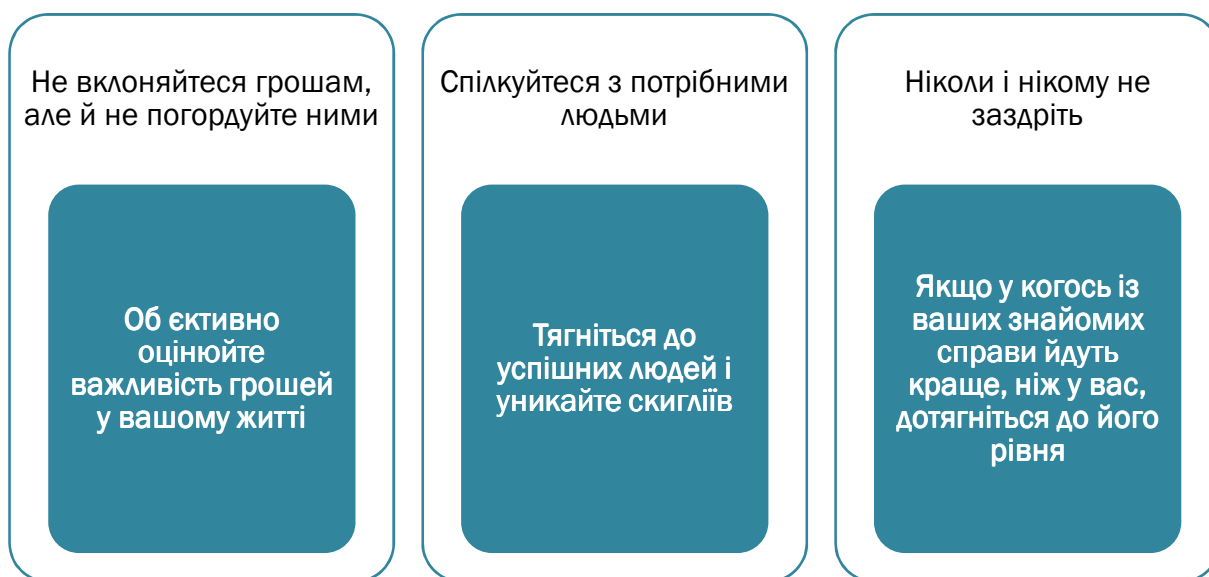 Не вклоняйтеся грошам,
але й не погордуйте ними
Об єктивно
оцінюйте
важливість грошей
у вашому житті
Спілкуйтеся з потрібними
людьми
Тягніться до
успішних людей і
уникайте скигліїв
Ніколи і нікому не
заздріть
Якщо у когось із
ваших знайомих
справи йдуть
краще, ніж у вас,
дотягніться до його
рівня